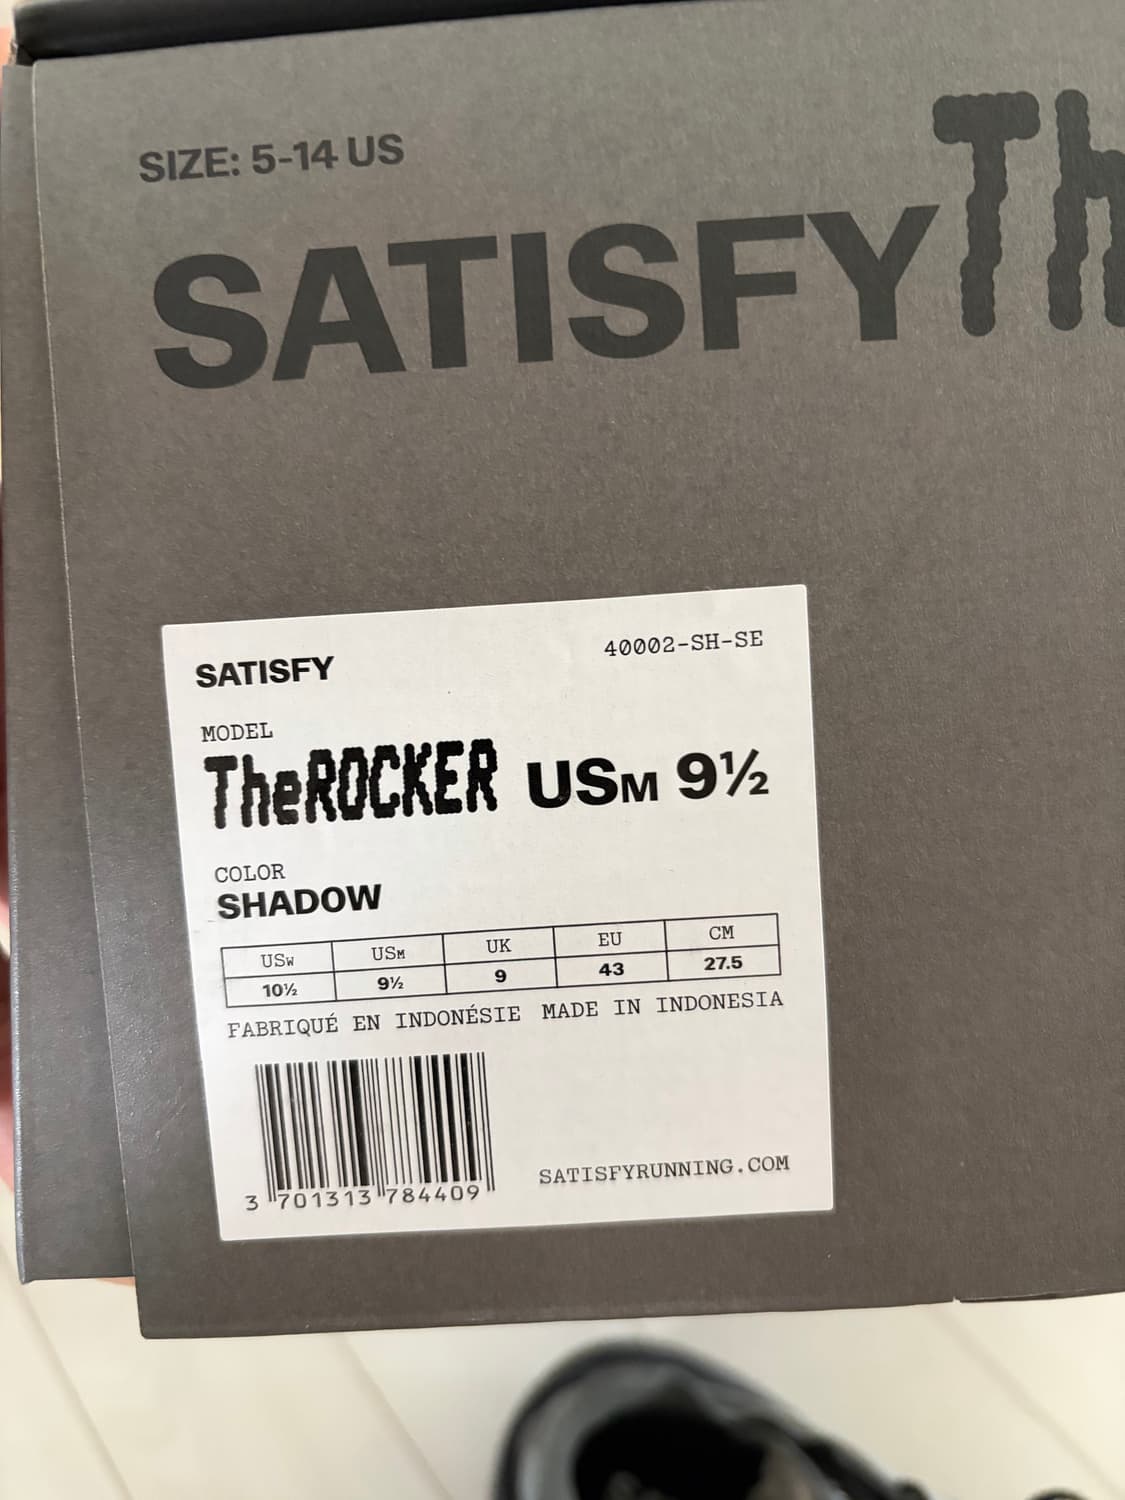 SIZE: 5-14 US
SATISFY Th
SATISFY
40002-SH-SE
MODEL
TheROCKER USM 9½
COLOR
SHADOW
USW USM UK EU CM
10½ 9½ 9 43 27.5
FABRIQUÉ EN INDONÉSIE MADE IN INDONESIA
3 701313 784409
SATISFYRUNNING.COM